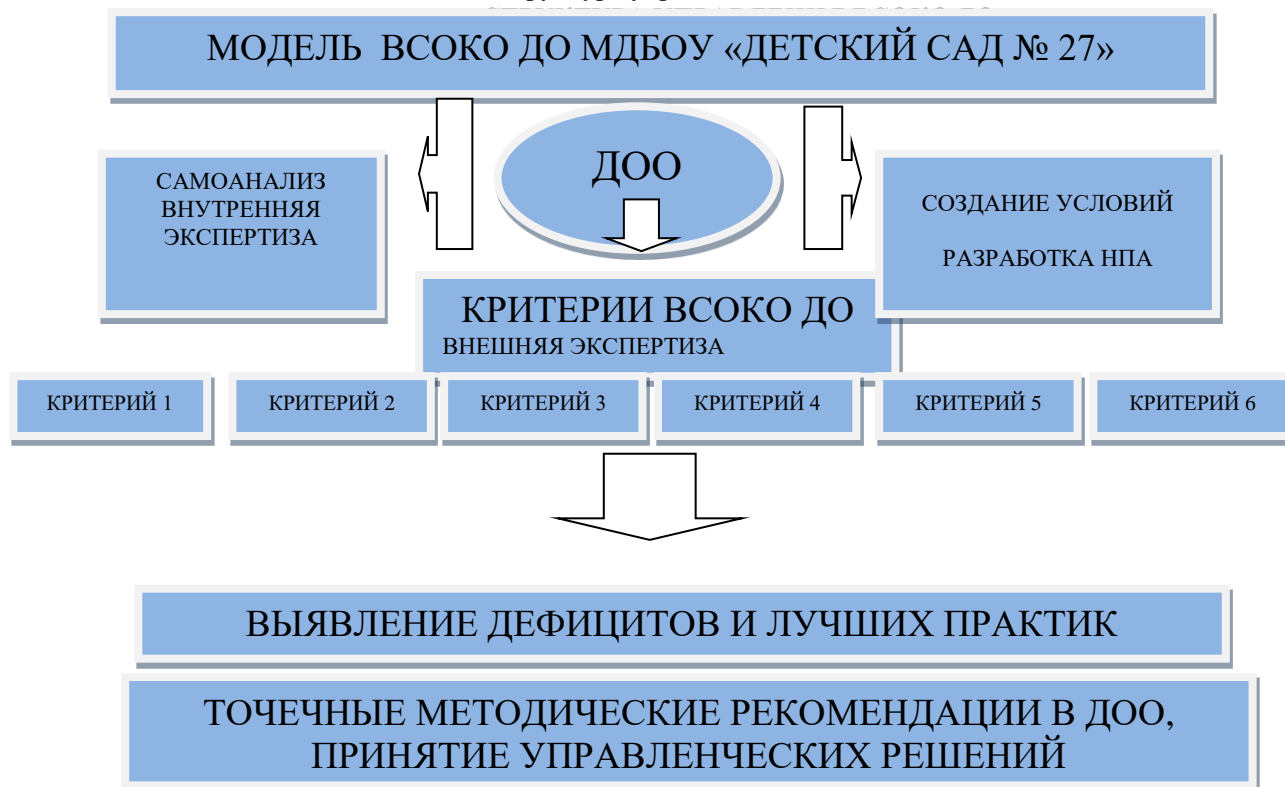 МОДЕЛЬ ВСОКО ДО МДБОУ «ДЕТСКИЙ САД № 27»
ДОО
САМОАНАЛИЗ
ВНУТРЕННЯЯ
ЭКСПЕРТИЗА
СОЗДАНИЕ УСЛОВИЙ
РАЗРАБОТКА НПА
КРИТЕРИИ ВСОКО ДО
ВНЕШНЯЯ ЭКСПЕРТИЗА
КРИТЕРИЙ 1
КРИТЕРИЙ 2
КРИТЕРИЙ 3
КРИТЕРИЙ 4
КРИТЕРИЙ 5
КРИТЕРИЙ 6
ВЫЯВЛЕНИЕ ДЕФИЦИТОВ И ЛУЧШИХ ПРАКТИК
ТОЧЕЧНЫЕ МЕТОДИЧЕСКИЕ РЕКОМЕНДАЦИИ В ДОО,
ПРИНЯТИЕ УПРАВЛЕНЧЕСКИХ РЕШЕНИЙ